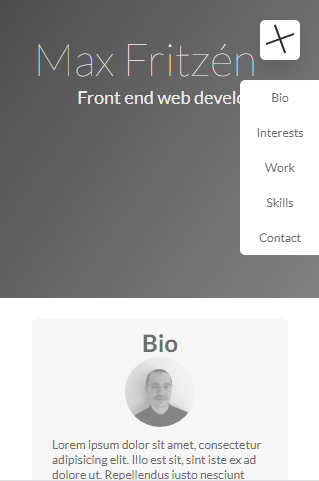 Max Fritzén
Front end web develo
Bio
Interests
Work
Skills
Contact
Bio
Lorem ipsum dolor sit amet, consectetur
adipisicing elit. Illo est sit, sint iste ex ad
dolore ut. Repellendus iusto nesciunt